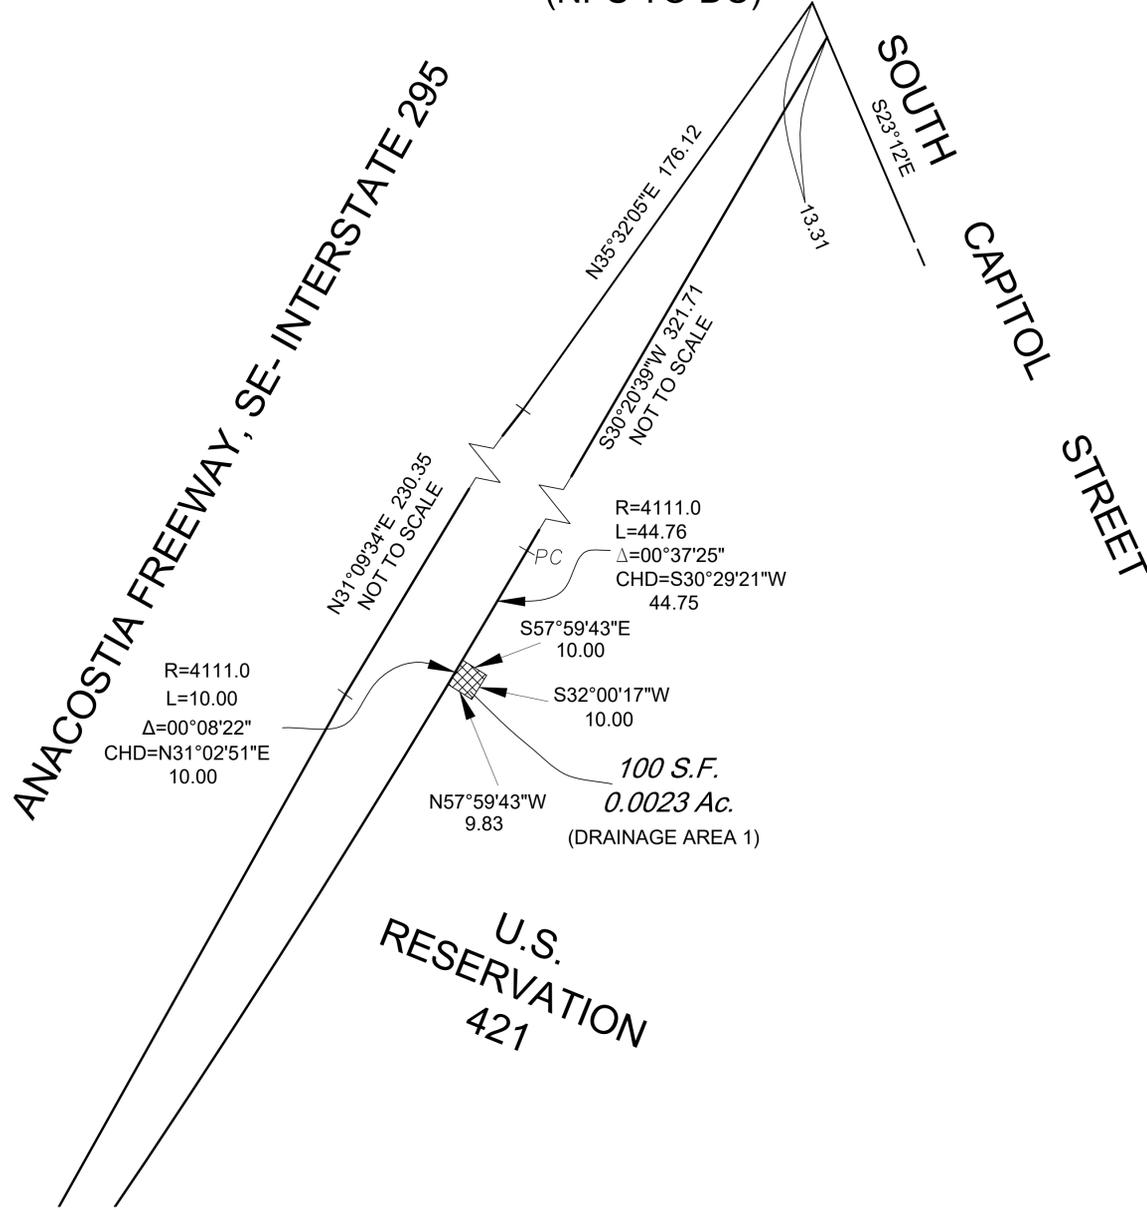 ANACOSTIA FREEWAY, SE- INTERSTATE 295
SOUTH
CAPITOL
STREET
S23°12'E
13.31
N35°32'05"E 176.12
S30°20'39"W 321.71
NOT TO SCALE
N31°09'34"E 230.35
NOT TO SCALE
PC
R=4111.0
L=44.76
Δ=00°37'25"
CHD=S30°29'21"W
44.75
S57°59'43"E
10.00
S32°00'17"W
10.00
R=4111.0
L=10.00
Δ=00°08'22"
CHD=N31°02'51"E
10.00
N57°59'43"W
9.83
100 S.F.
0.0023 Ac.
(DRAINAGE AREA 1)
U.S.
RESERVATION
421